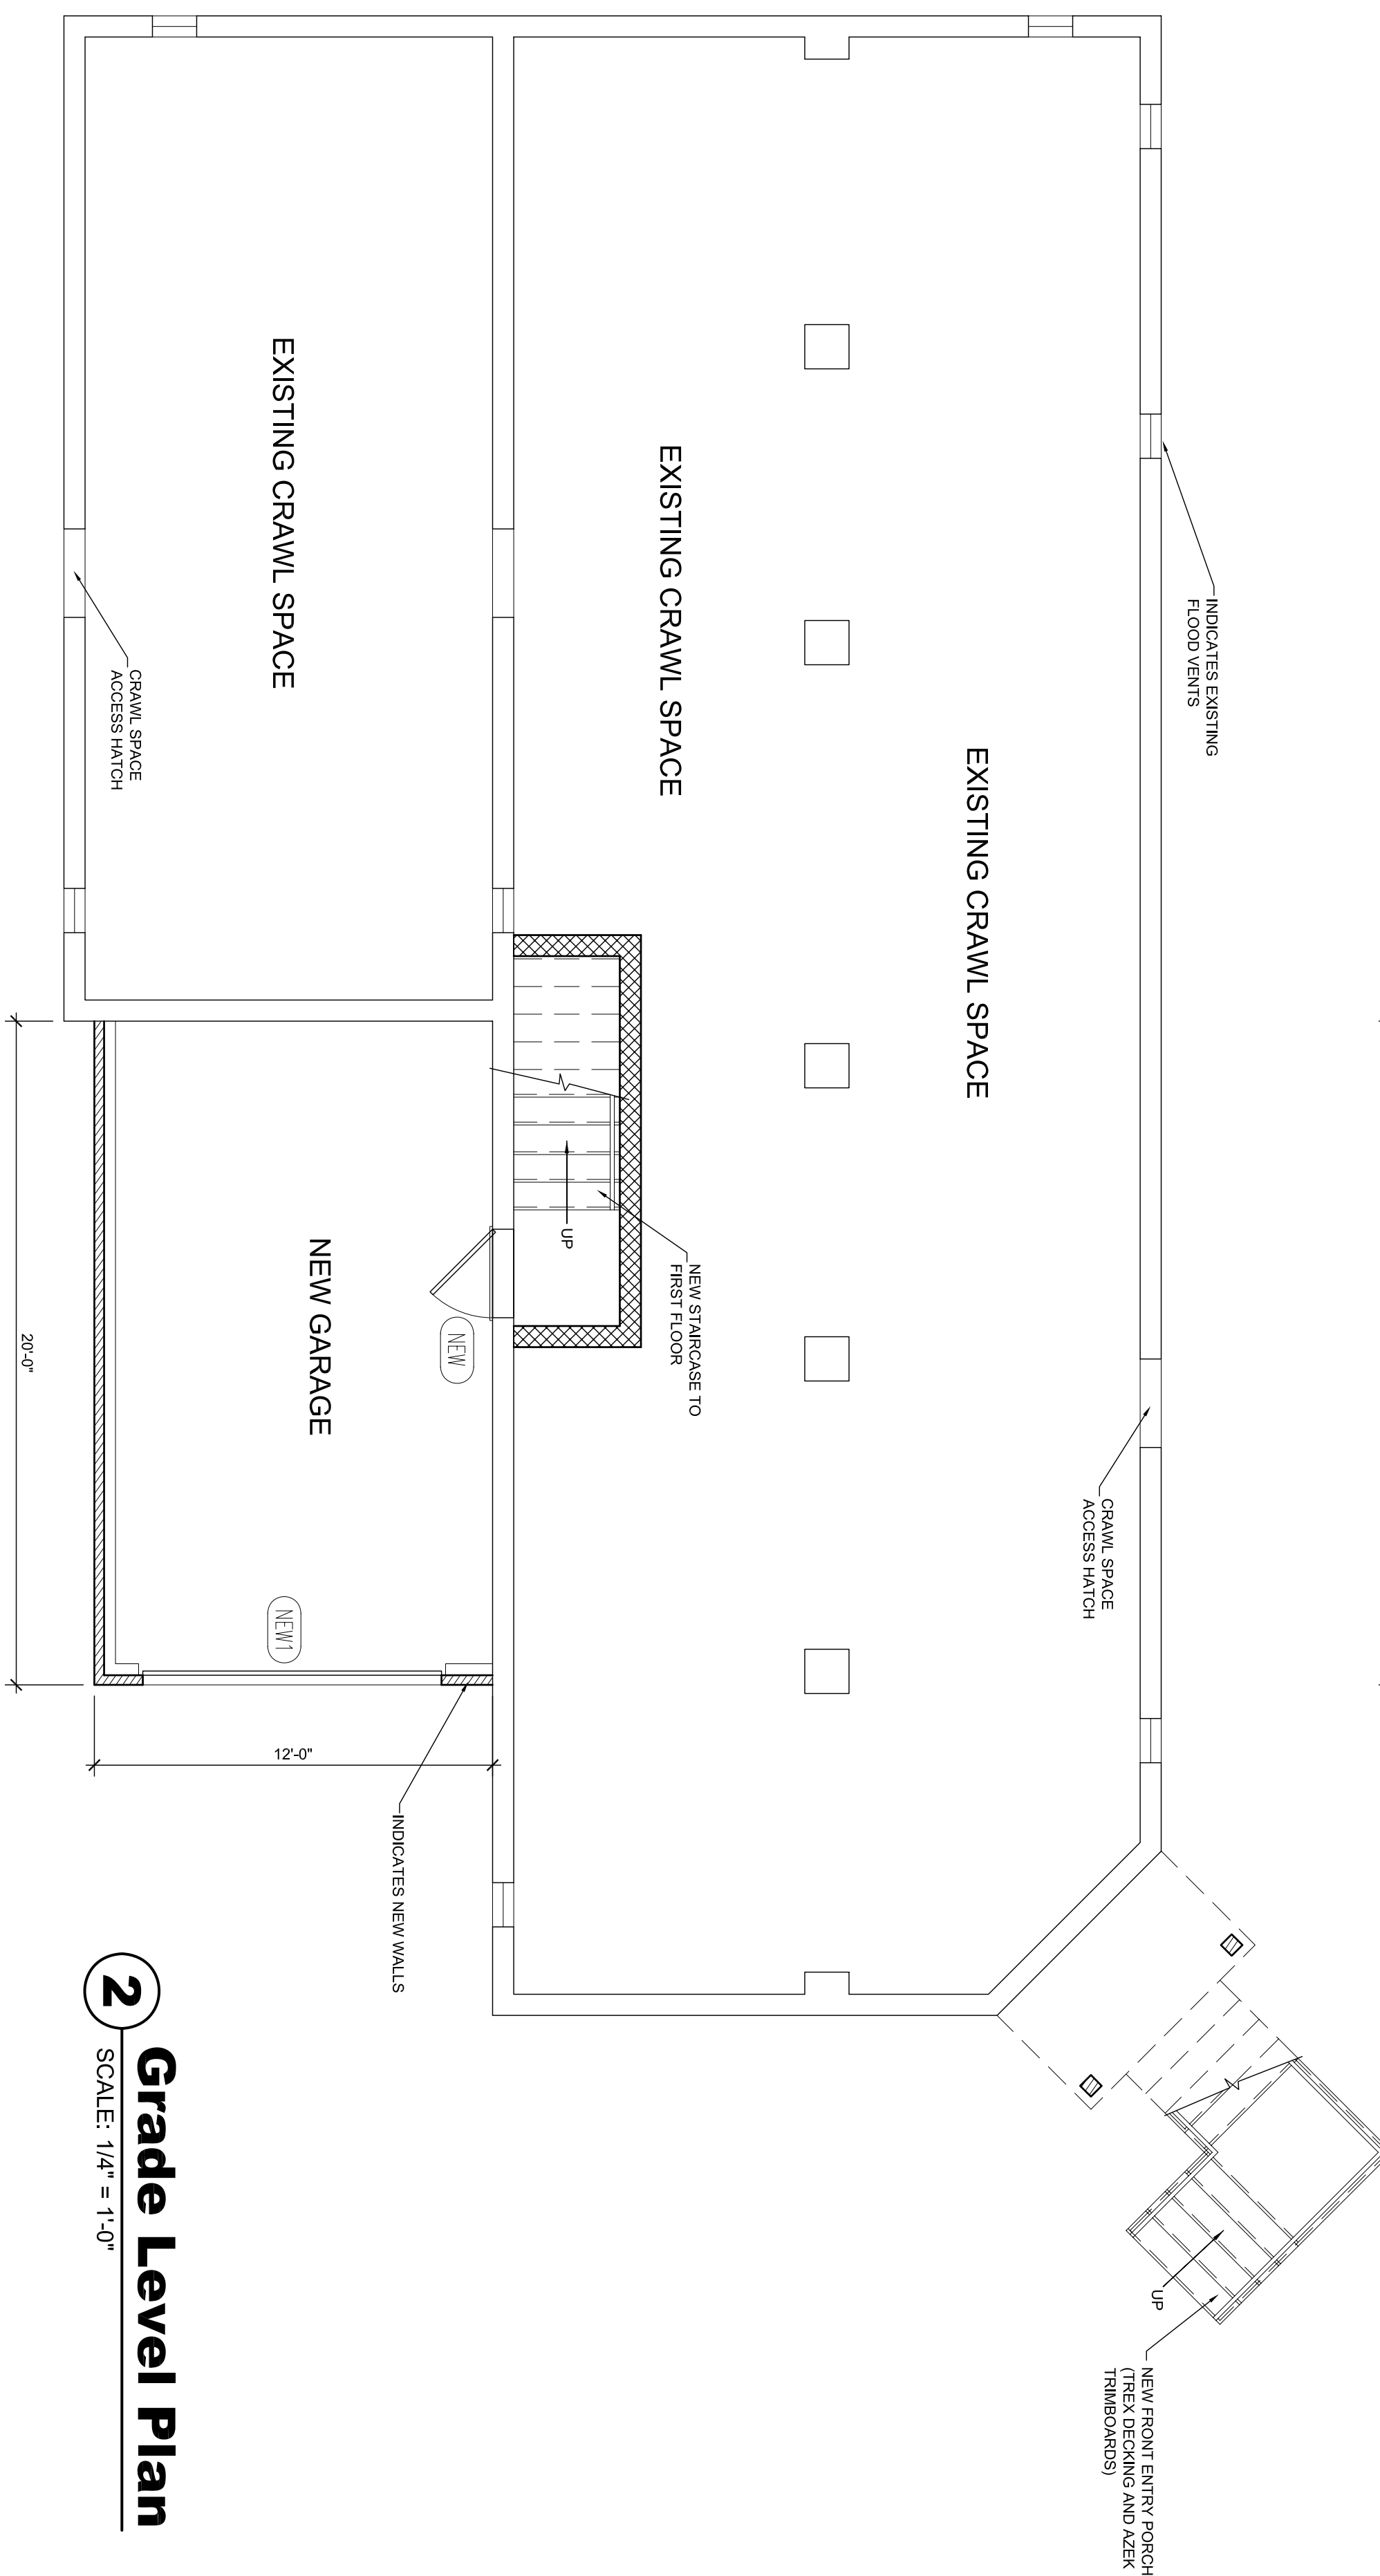 INDICATES EXISTING
FLOOD VENTS
EXISTING CRAWL SPACE
CRAWL SPACE
ACCESS HATCH
NEW FRONT ENTRY PORCH
(TREX DECKING AND AZEK
TRIMBOARDS)
UP
EXISTING CRAWL SPACE
NEW STAIRCASE TO
FIRST FLOOR
UP
NEW
EXISTING CRAWL SPACE
NEW GARAGE
NEW1
INDICATES NEW WALLS
12'-0"
CRAWL SPACE
ACCESS HATCH
20'-0"
2
Grade Level Plan
SCALE: 1/4" = 1'-0"